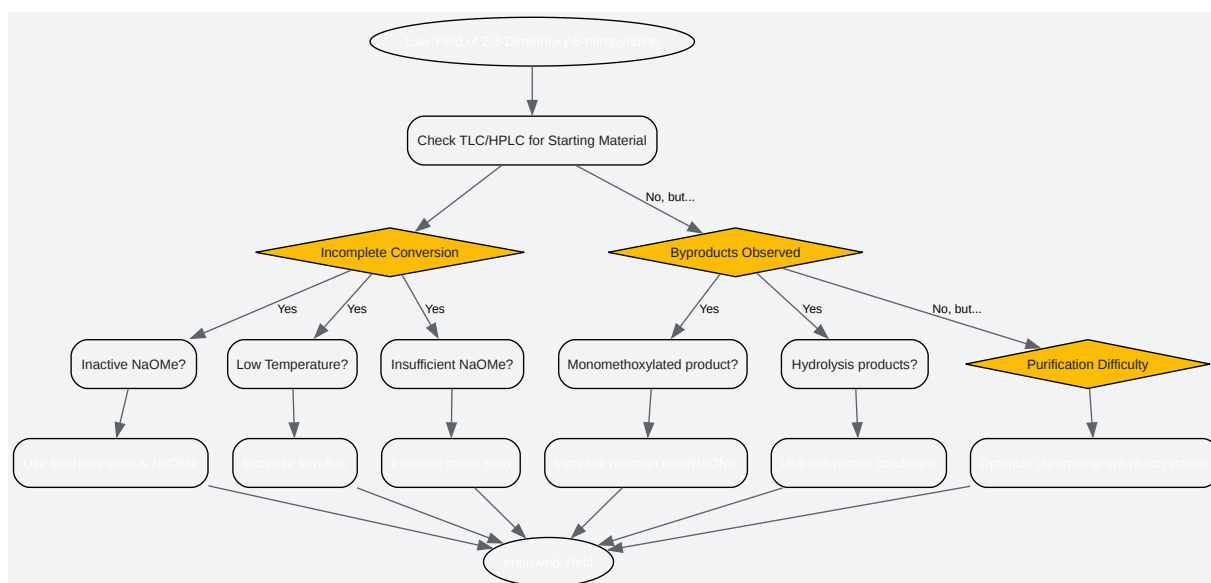 Low Yield of 2,3-Dimethoxy-5-nitropyridine
Check TLC/HPLC for Starting Material
No, but...
Incomplete Conversion
Byproducts Observed
Yes
Yes
Yes
Yes
Yes
No, but...
Inactive NaOMe?
Low Temperature?
Insufficient NaOMe?
Monomethoxylated product?
Hydrolysis products?
Purification Difficulty
Use fresh/anhydrous NaOMe
Increase to reflux
Increase molar ratio
Increase reaction time/NaOMe
Use anhydrous conditions
Optimize chromatography/recrystallize
Improved Yield